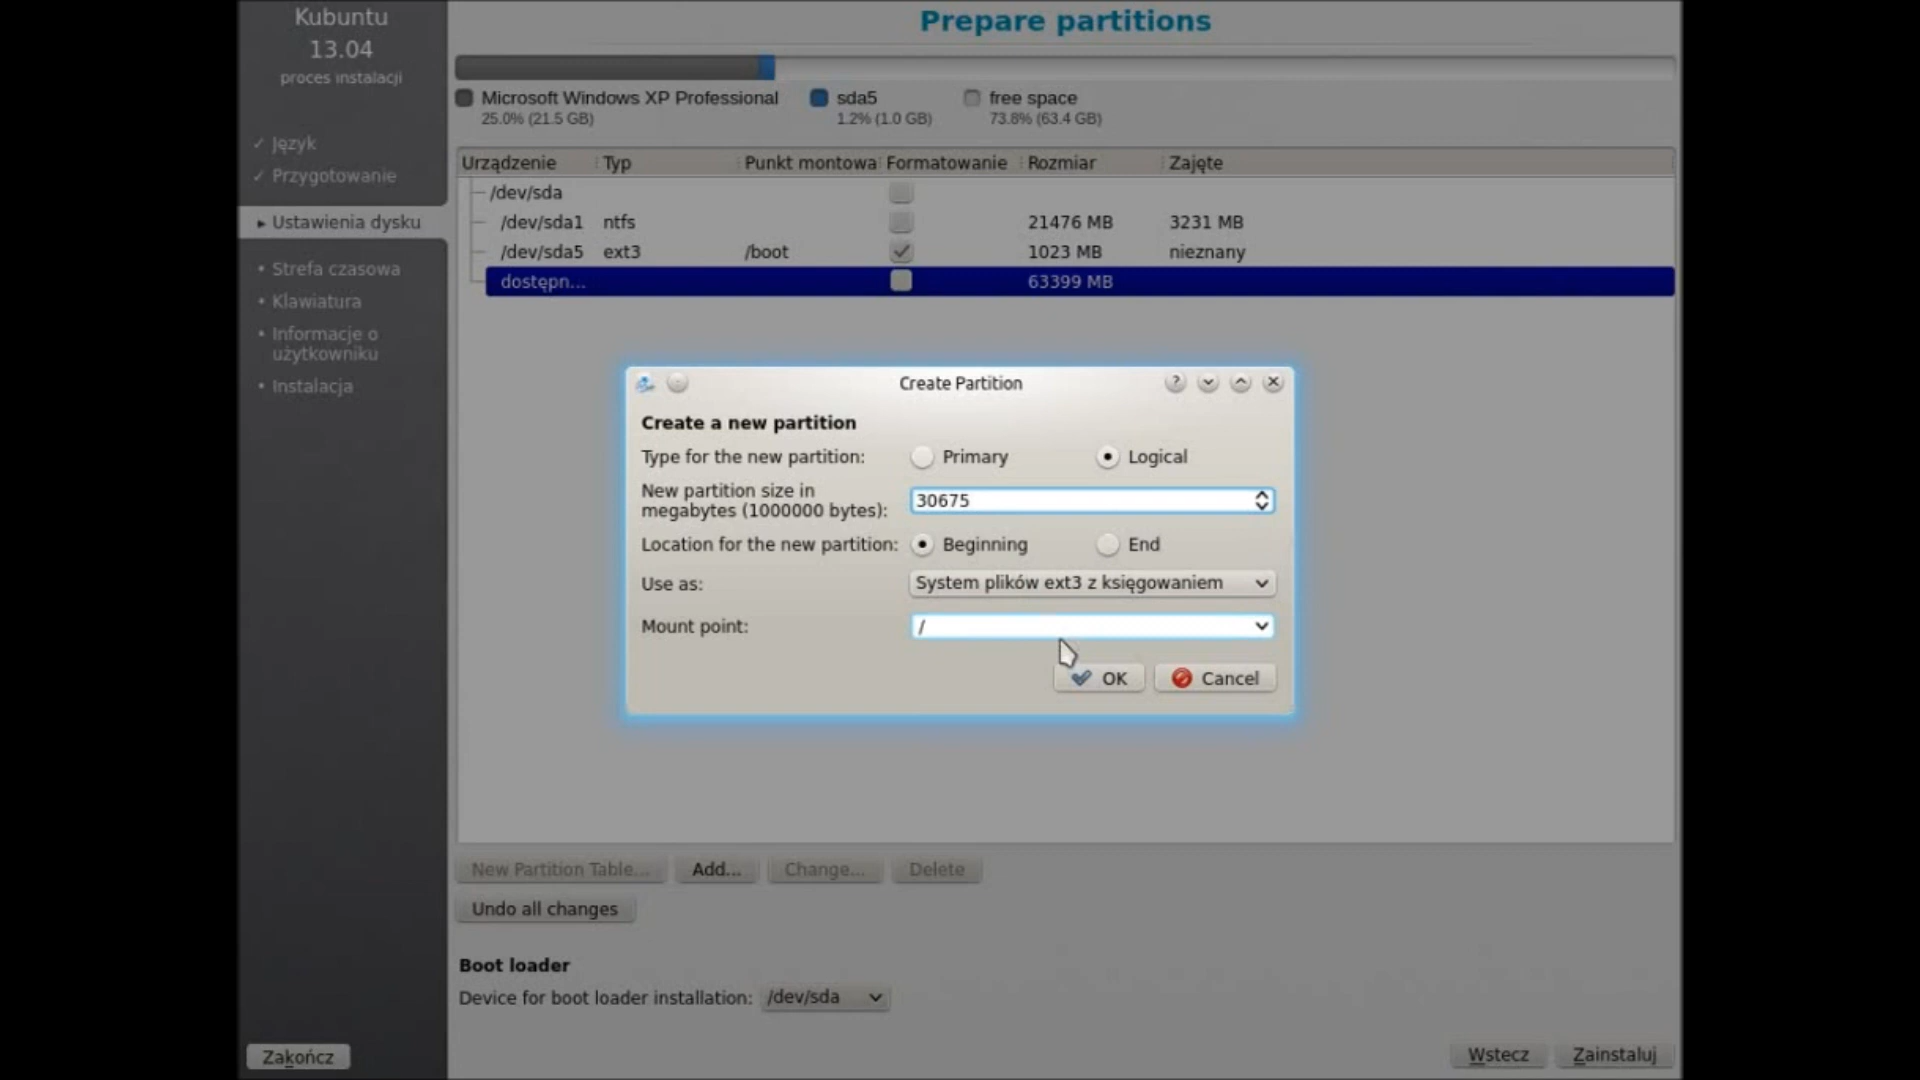 Kubuntu
13.04
proces instalacji
✓ Język
✓ Przygotowanie
▸ Ustawienia dysku
• Strefa czasowa
• Klawiatura
• Informacje o
użytkowniku
• Instalacja
Zakończ
Prepare partitions
Microsoft Windows XP Professional
25.0% (21.5 GB)
sda5
1.2% (1.0 GB)
free space
73.8% (63.4 GB)
Urządzenie Typ Punkt montowa Formatowanie Rozmiar Zajęte
/dev/sda
/dev/sda1 ntfs 21476 MB 3231 MB
/dev/sda5 ext3 /boot 1023 MB nieznany
dostępn... 63399 MB
Create Partition
Create a new partition
Type for the new partition: Primary Logical
New partition size in
megabytes (1000000 bytes): 30675
Location for the new partition: Beginning End
Use as: System plików ext3 z księgowaniem
Mount point: /
OK Cancel
New Partition Table... Add... Change... Delete
Undo all changes
Boot loader
Device for boot loader installation: /dev/sda
Wstecz Zainstaluj